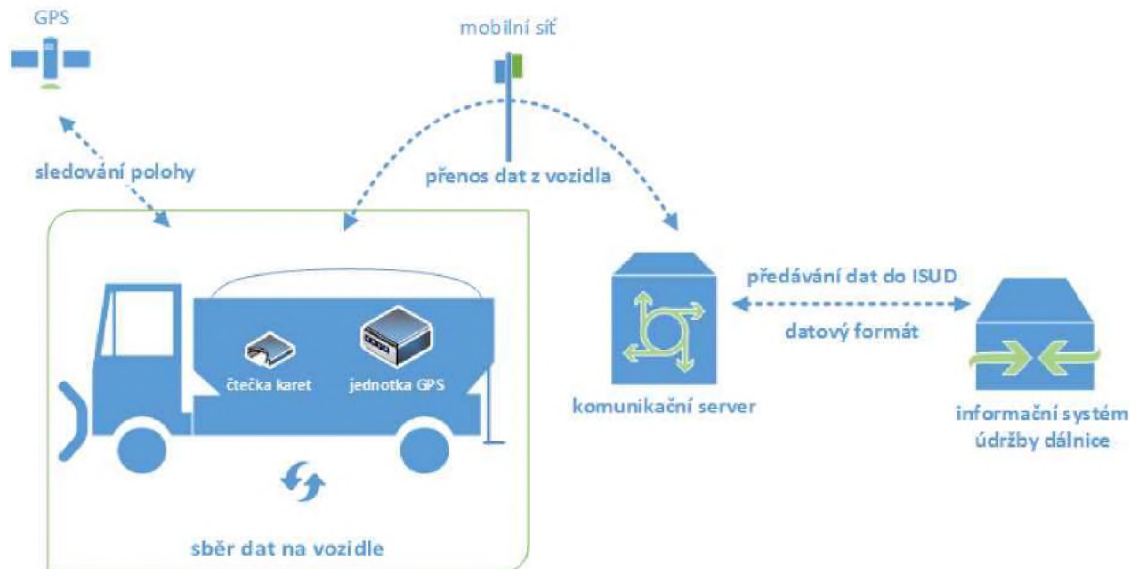 GPS
mobilní síť
sledování polohy
přenos dat z vozidla
předávání dat do ISUD
datový formát
čtečka karet
jednotka GPS
komunikační server
informační systém
údržby dálnice
sběr dat na vozidle